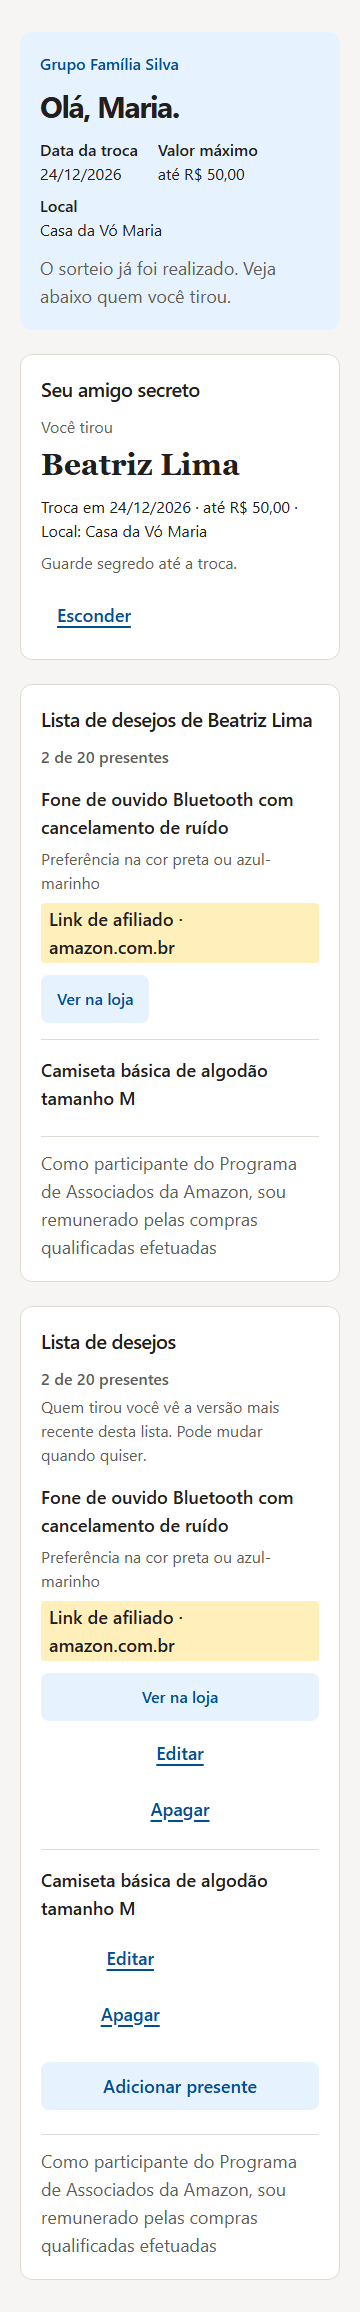 Grupo Família Silva
Olá, Maria.
Data da troca
24/12/2026
Valor máximo
até R$ 50,00
Local
Casa da Vó Maria
O sorteio já foi realizado. Veja
abaixo quem você tirou.
Seu amigo secreto
Você tirou
Beatriz Lima
Troca em 24/12/2026 · até R$ 50,00 ·
Local: Casa da Vó Maria
Guarde segredo até a troca.
Esconder
Lista de desejos de Beatriz Lima
2 de 20 presentes
Fone de ouvido Bluetooth com
cancelamento de ruído
Preferência na cor preta ou azul-
marinho
Link de afiliado ·
amazon.com.br
Ver na loja
Camiseta básica de algodão
tamanho M
Como participante do Programa
de Associados da Amazon, sou
remunerado pelas compras
qualificadas efetuadas
Lista de desejos
2 de 20 presentes
Quem tirou você vê a versão mais
recente desta lista. Pode mudar
quando quiser.
Fone de ouvido Bluetooth com
cancelamento de ruído
Preferência na cor preta ou azul-
marinho
Link de afiliado ·
amazon.com.br
Ver na loja
Editar
Apagar
Camiseta básica de algodão
tamanho M
Editar
Apagar
Adicionar presente
Como participante do Programa
de Associados da Amazon, sou
remunerado pelas compras
qualificadas efetuadas